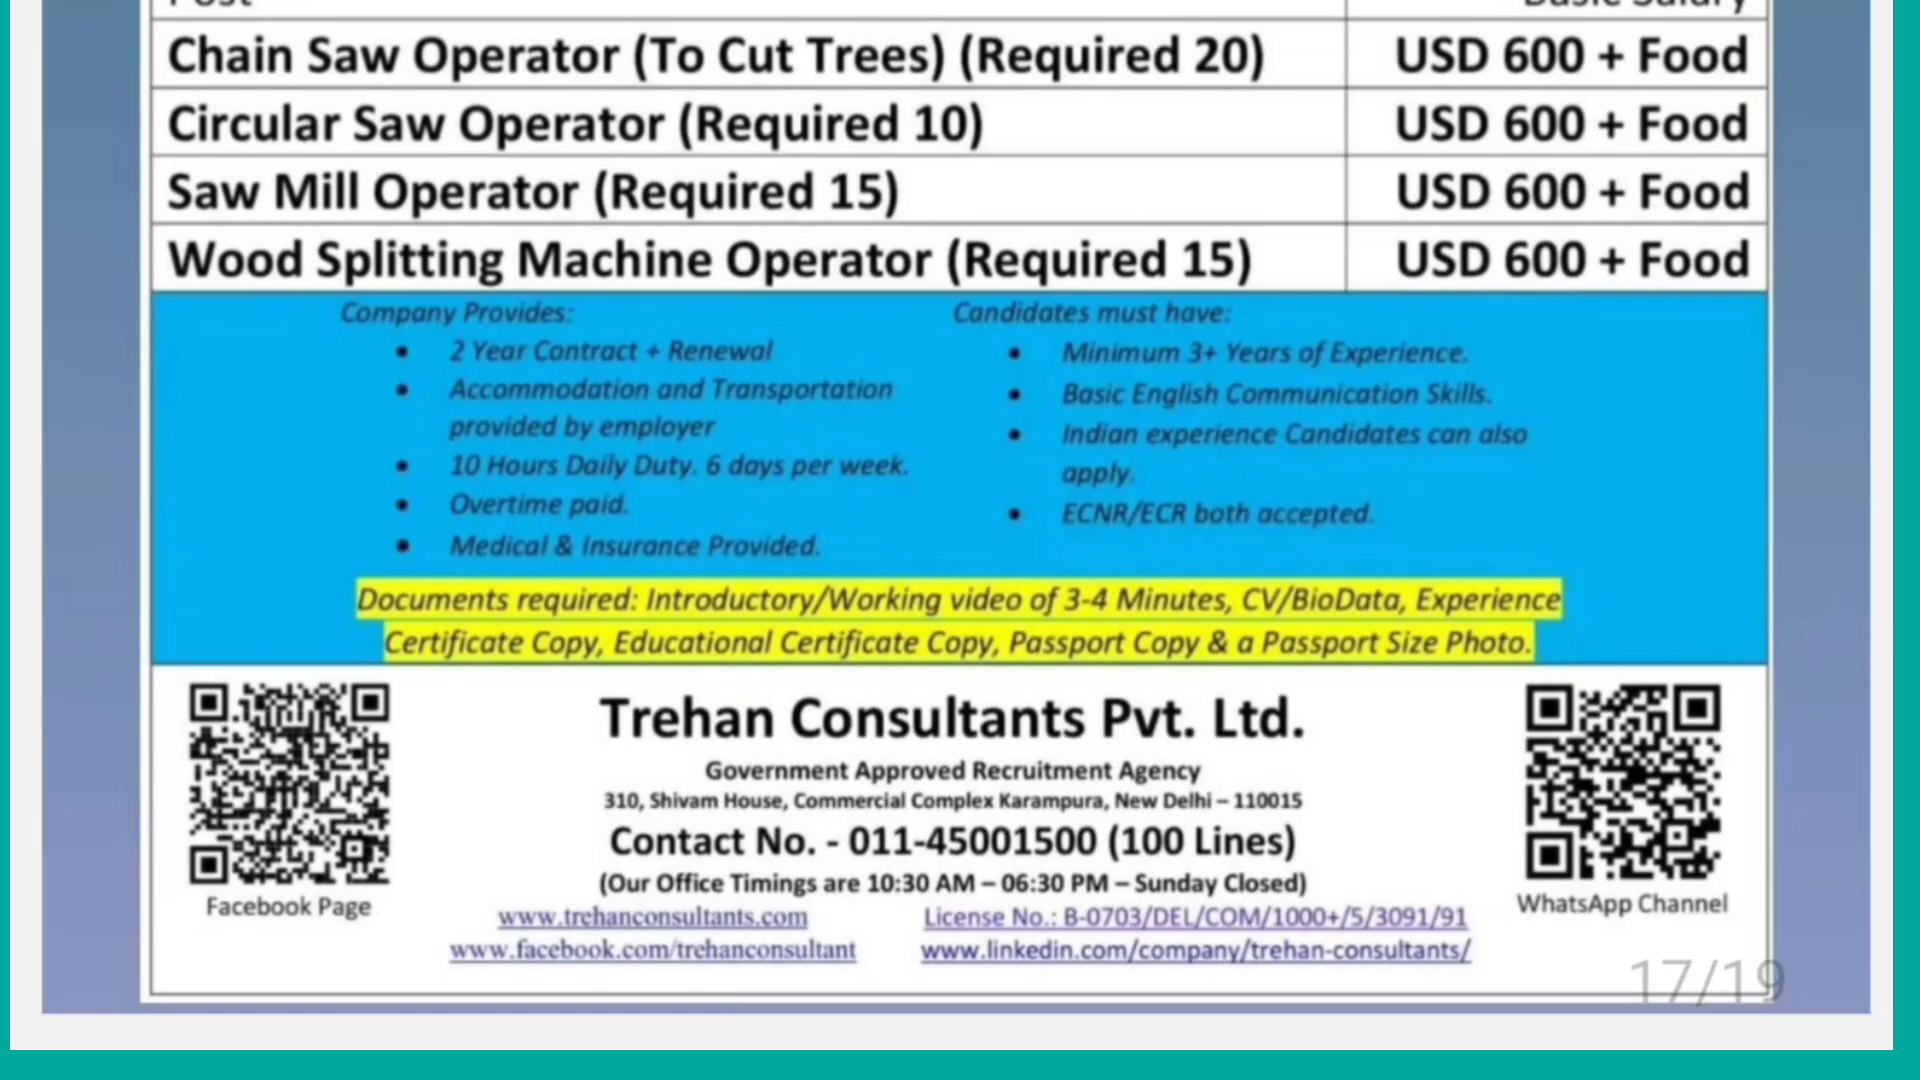 Post Basic Salary
Chain Saw Operator (To Cut Trees) (Required 20) USD 600 + Food
Circular Saw Operator (Required 10) USD 600 + Food
Saw Mill Operator (Required 15) USD 600 + Food
Wood Splitting Machine Operator (Required 15) USD 600 + Food
Company Provides:
• 2 Year Contract + Renewal
• Accommodation and Transportation
provided by employer
• 10 Hours Daily Duty. 6 days per week.
• Overtime paid.
• Medical & Insurance Provided.
Candidates must have:
• Minimum 3+ Years of Experience.
• Basic English Communication Skills.
• Indian experience Candidates can also
apply.
• ECNR/ECR both accepted.
Documents required: Introductory/Working video of 3-4 Minutes, CV/BioData, Experience
Certificate Copy, Educational Certificate Copy, Passport Copy & a Passport Size Photo.
Trehan Consultants Pvt. Ltd.
Government Approved Recruitment Agency
310, Shivam House, Commercial Complex Karampura, New Delhi – 110015
Contact No. - 011-45001500 (100 Lines)
(Our Office Timings are 10:30 AM – 06:30 PM – Sunday Closed)
Facebook Page
WhatsApp Channel
www.trehanconsultants.com License No.: B-0703/DEL/COM/1000+/5/3091/91
www.facebook.com/trehanconsultant www.linkedin.com/company/trehan-consultants/
17/19